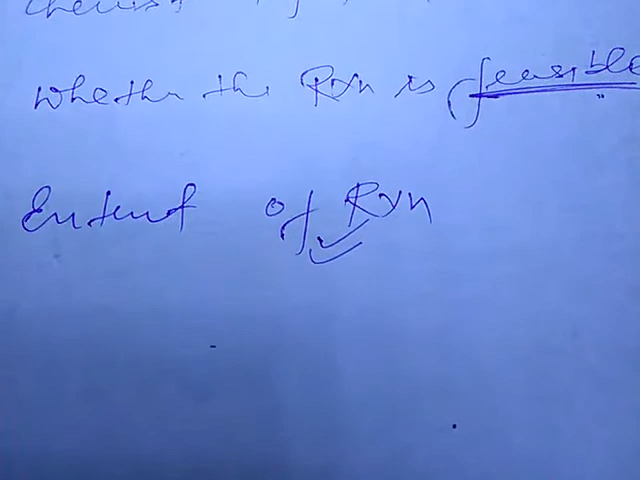 Whether the Rxn is feasible
Extent of Rxn